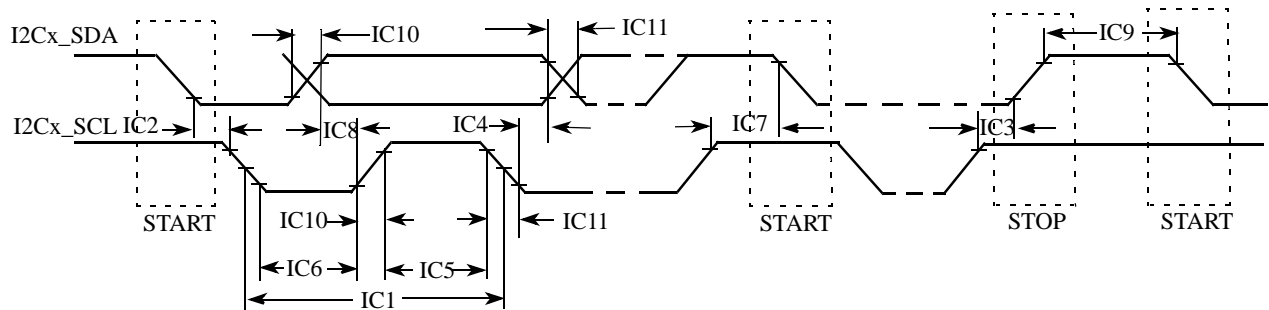 I2Cx_SDA
IC10
IC11
IC9
I2Cx_SCL
IC2
IC8
IC4
IC7
IC3
START
IC10
IC11
START
STOP
START
IC6
IC5
IC1